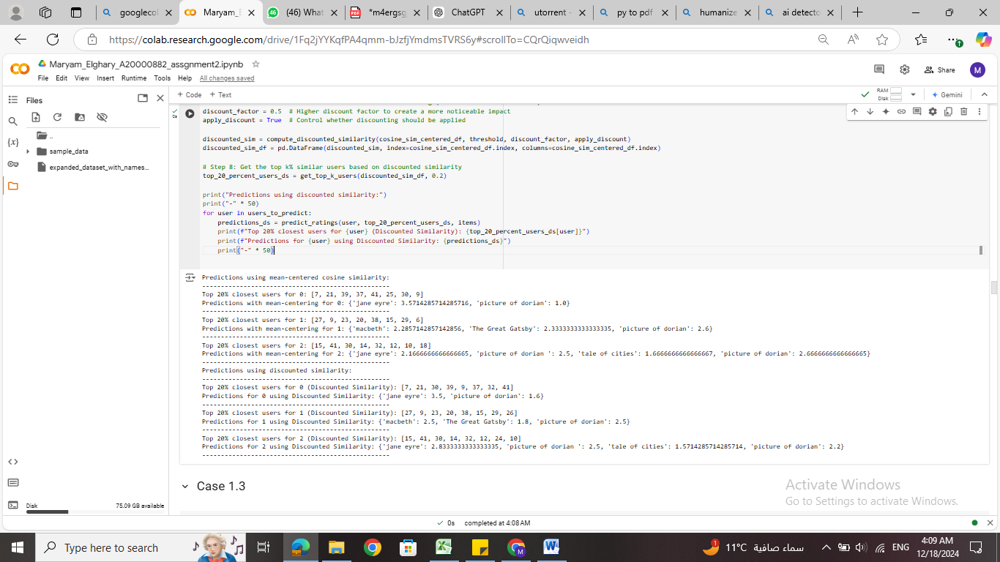 googlecol
Maryam_E
(46) What
*m4ergsg
ChatGPT
utorrent -
py to pdf
humanize
ai detecto
https://colab.research.google.com/drive/1Fq2jYYKqfPA4qmm-bJzfjYmdmsTVRS6y#scrollTo=CQrQiqwveidh
Maryam_Elghary_A20000882_assgnment2.ipynb
File Edit View Insert Runtime Tools Help All changes saved
Share
M
Files
+ Code + Text
RAM
Disk
Gemini
..
sample_data
expanded_dataset_with_names...
0s
discount_factor = 0.5 # Higher discount factor to create a more noticeable impact
apply_discount = True # Control whether discounting should be applied
discounted_sim = compute_discounted_similarity(cosine_sim_centered_df, threshold, discount_factor, apply_discount)
discounted_sim_df = pd.DataFrame(discounted_sim, index=cosine_sim_centered_df.index, columns=cosine_sim_centered_df.index)
# Step 8: Get the top k% similar users based on discounted similarity
top_20_percent_users_ds = get_top_k_users(discounted_sim_df, 0.2)
print("Predictions using discounted similarity:")
print("-" * 50)
for user in users_to_predict:
predictions_ds = predict_ratings(user, top_20_percent_users_ds, items)
print(f"Top 20% closest users for {user} (Discounted Similarity): {top_20_percent_users_ds[user]}")
print(f"Predictions for {user} using Discounted Similarity: {predictions_ds}")
print("-" * 50)
Predictions using mean-centered cosine similarity:
--------------------------------------------------
Top 20% closest users for 0: [7, 21, 39, 37, 41, 25, 30, 9]
Predictions with mean-centering for 0: {'jane eyre': 3.5714285714285716, 'picture of dorian': 1.0}
--------------------------------------------------
Top 20% closest users for 1: [27, 9, 23, 20, 38, 15, 29, 6]
Predictions with mean-centering for 1: {'macbeth': 2.2857142857142856, 'The Great Gatsby': 2.3333333333333335, 'picture of dorian': 2.6}
--------------------------------------------------
Top 20% closest users for 2: [15, 41, 30, 14, 32, 12, 10, 18]
Predictions with mean-centering for 2: {'jane eyre': 2.1666666666666665, 'picture of dorian ': 2.5, 'tale of cities': 1.6666666666666667, 'picture of dorian': 2.6666666666666665}
--------------------------------------------------
Predictions using discounted similarity:
--------------------------------------------------
Top 20% closest users for 0 (Discounted Similarity): [7, 21, 30, 39, 9, 37, 32, 41]
Predictions for 0 using Discounted Similarity: {'jane eyre': 3.5, 'picture of dorian': 1.6}
--------------------------------------------------
Top 20% closest users for 1 (Discounted Similarity): [27, 9, 23, 20, 38, 15, 29, 26]
Predictions for 1 using Discounted Similarity: {'macbeth': 2.5, 'The Great Gatsby': 1.8, 'picture of dorian': 2.5}
--------------------------------------------------
Top 20% closest users for 2 (Discounted Similarity): [15, 41, 30, 14, 32, 12, 24, 10]
Predictions for 2 using Discounted Similarity: {'jane eyre': 2.8333333333333335, 'picture of dorian ': 2.5, 'tale of cities': 1.5714285714285714, 'picture of dorian': 2.2}
--------------------------------------------------
Case 1.3
Activate Windows
Go to Settings to activate Windows.
Disk 75.09 GB available
0s completed at 4:08 AM
Type here to search
11°C سماء صافية
ENG
4:09 AM
12/18/2024